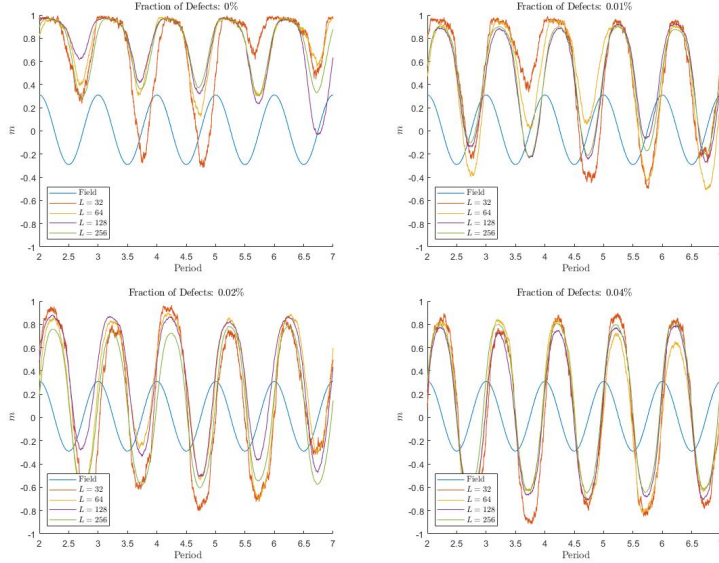 Fraction of Defects: 0%
1
0.8
0.6
0.4
0.2
0
-0.2
-0.4
-0.6
-0.8
-1
m
Field
L = 32
L = 64
L = 128
L = 256
2 2.5 3 3.5 4 4.5 5 5.5 6 6.5 7
Period
Fraction of Defects: 0.01%
1
0.8
0.6
0.4
0.2
0
-0.2
-0.4
-0.6
-0.8
-1
m
Field
L = 32
L = 64
L = 128
L = 256
2 2.5 3 3.5 4 4.5 5 5.5 6 6.5 7
Period
Fraction of Defects: 0.02%
1
0.8
0.6
0.4
0.2
0
-0.2
-0.4
-0.6
-0.8
-1
m
Field
L = 32
L = 64
L = 128
L = 256
2 2.5 3 3.5 4 4.5 5 5.5 6 6.5 7
Period
Fraction of Defects: 0.04%
1
0.8
0.6
0.4
0.2
0
-0.2
-0.4
-0.6
-0.8
-1
m
Field
L = 32
L = 64
L = 128
L = 256
2 2.5 3 3.5 4 4.5 5 5.5 6 6.5 7
Period